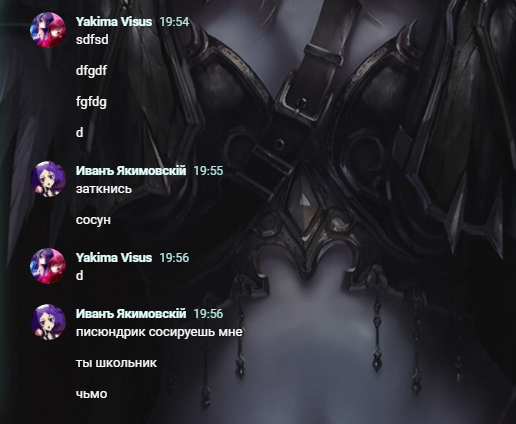 Yakima Visus 19:54
sdfsd
dfgdf
fgfdg
d
Иванъ Якимовскій 19:55
заткнись
сосун
Yakima Visus 19:56
d
Иванъ Якимовскій 19:56
писюндрик сосируешь мне
ты школьник
чьмо